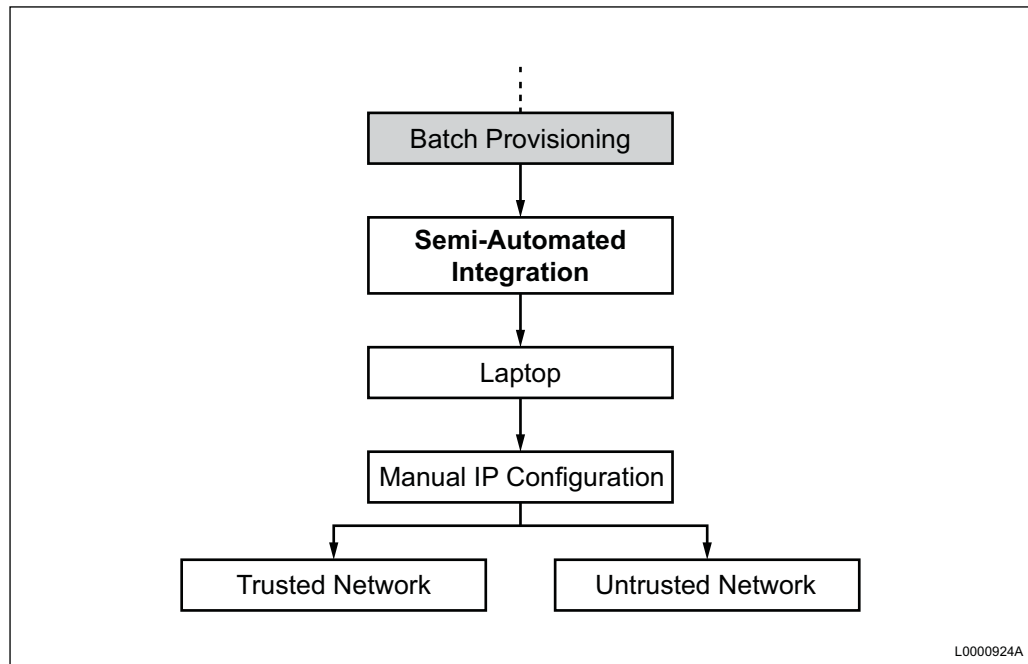 Batch Provisioning
Semi-Automated
Integration
Laptop
Manual IP Configuration
Trusted Network
Untrusted Network
L0000924A